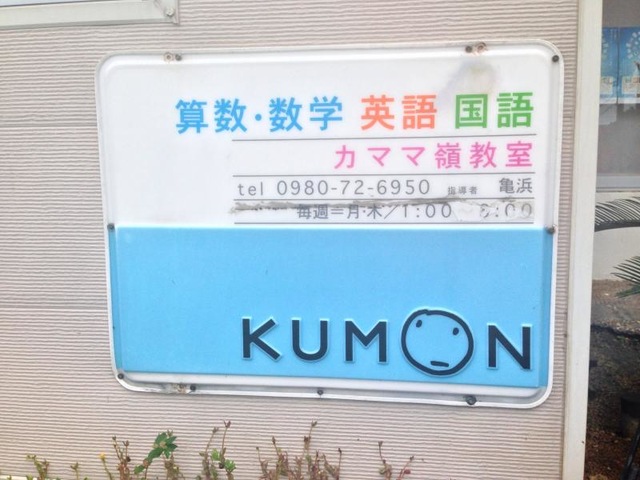 算数・数学 英語 国語
カママ嶺教室
tel 0980-72-6950 指導者 亀浜
毎週=月・木/1:00
KUMON